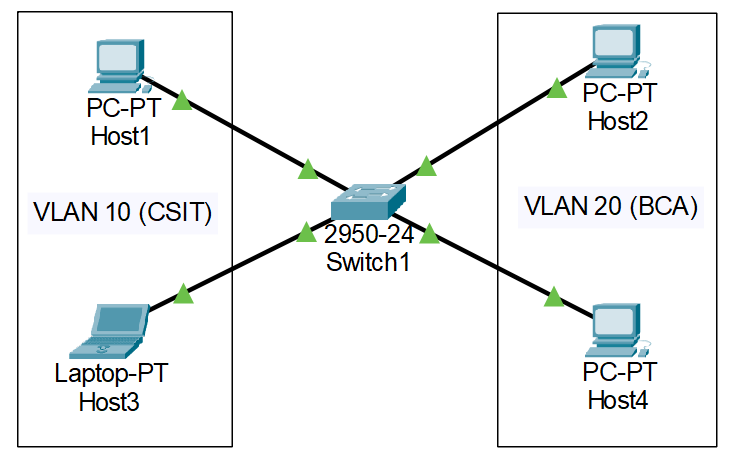 PC-PT
Host1
PC-PT
Host2
VLAN 10 (CSIT)
VLAN 20 (BCA)
2950-24
Switch1
Laptop-PT
Host3
PC-PT
Host4